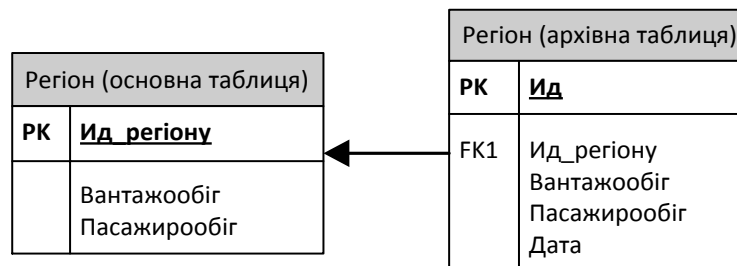 Регіон (основна таблиця)
PK Ид_регіону
Вантажообіг
Пасажирообіг
Регіон (архівна таблиця)
PK Ид
FK1 Ид_регіону
Вантажообіг
Пасажирообіг
Дата